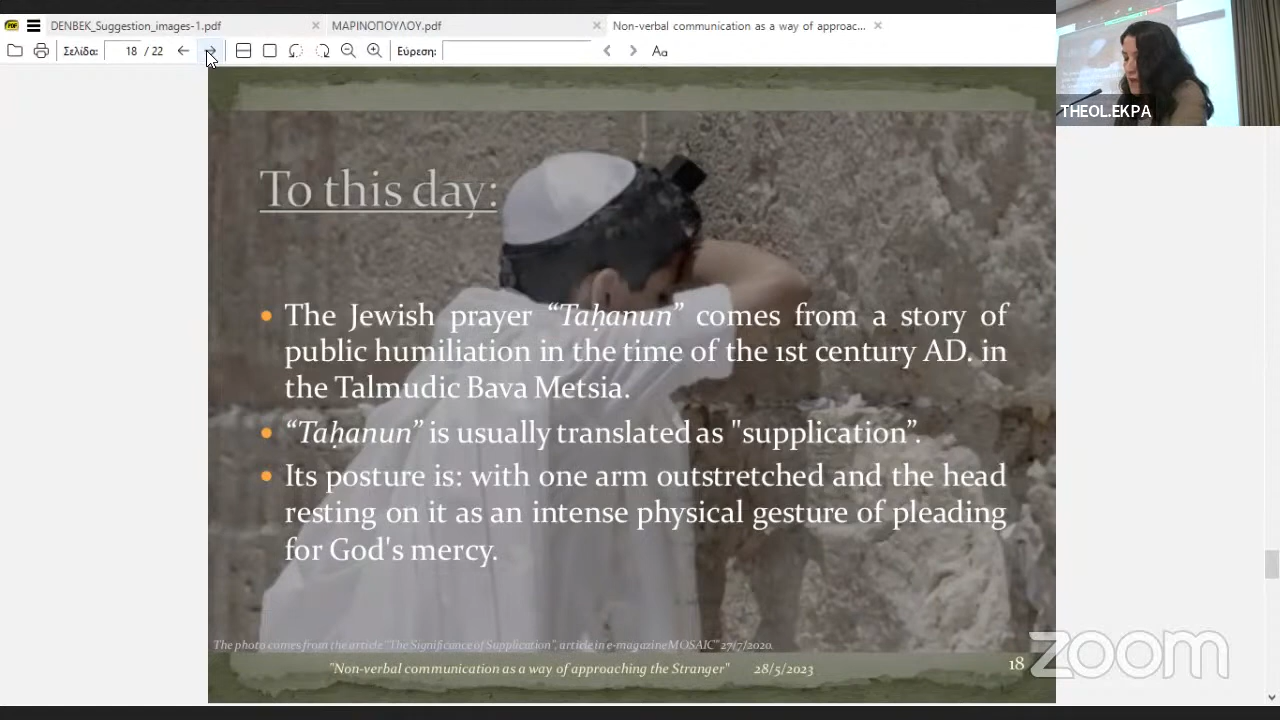 DENBEK_Suggestion_images-1.pdf
ΜΑΡΙΝΟΠΟΥΛΟΥ.pdf
Non-verbal communication as a way of approac...
Σελίδα:
18 / 22
Εύρεση:
Aa
THEOL.EKPA
To this day:
The Jewish prayer “Taḥanun” comes from a story of
public humiliation in the time of the 1st century AD. in
the Talmudic Bava Metsia.
“Taḥanun” is usually translated as "supplication”.
Its posture is: with one arm outstretched and the head
resting on it as an intense physical gesture of pleading
for God's mercy.
The photo comes from the article "The Significance of Supplication", article in e-magazine MOSAIC" 27/7/2020.
"Non-verbal communication as a way of approaching the Stranger" 28/5/2023
18
zoom